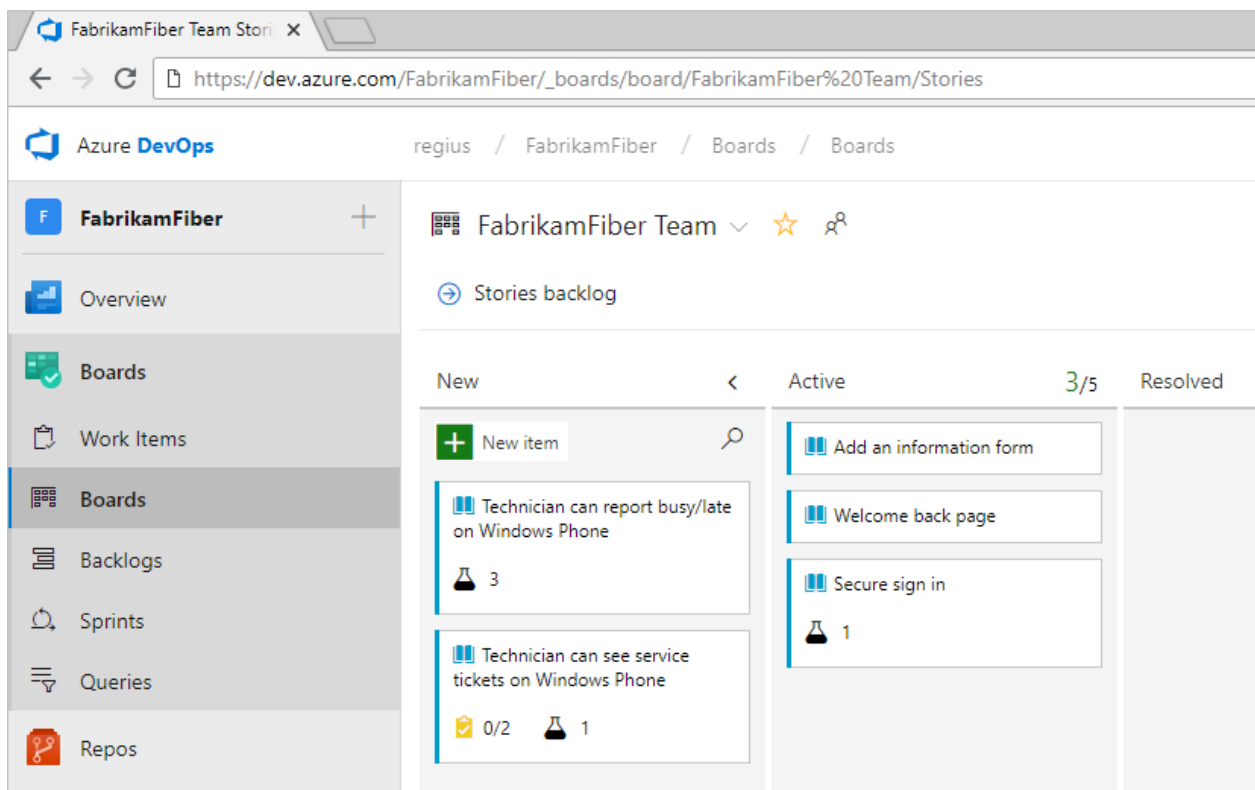 FabrikamFiber Team Stori
https://dev.azure.com/FabrikamFiber/_boards/board/FabrikamFiber%20Team/Stories
Azure DevOps
regius / FabrikamFiber / Boards / Boards
F FabrikamFiber
Overview
Boards
Work Items
Boards
Backlogs
Sprints
Queries
Repos
FabrikamFiber Team
Stories backlog
New
New item
Technician can report busy/late
on Windows Phone
3
Technician can see service
tickets on Windows Phone
0/2 1
Active 3/5
Add an information form
Welcome back page
Secure sign in
1
Resolved